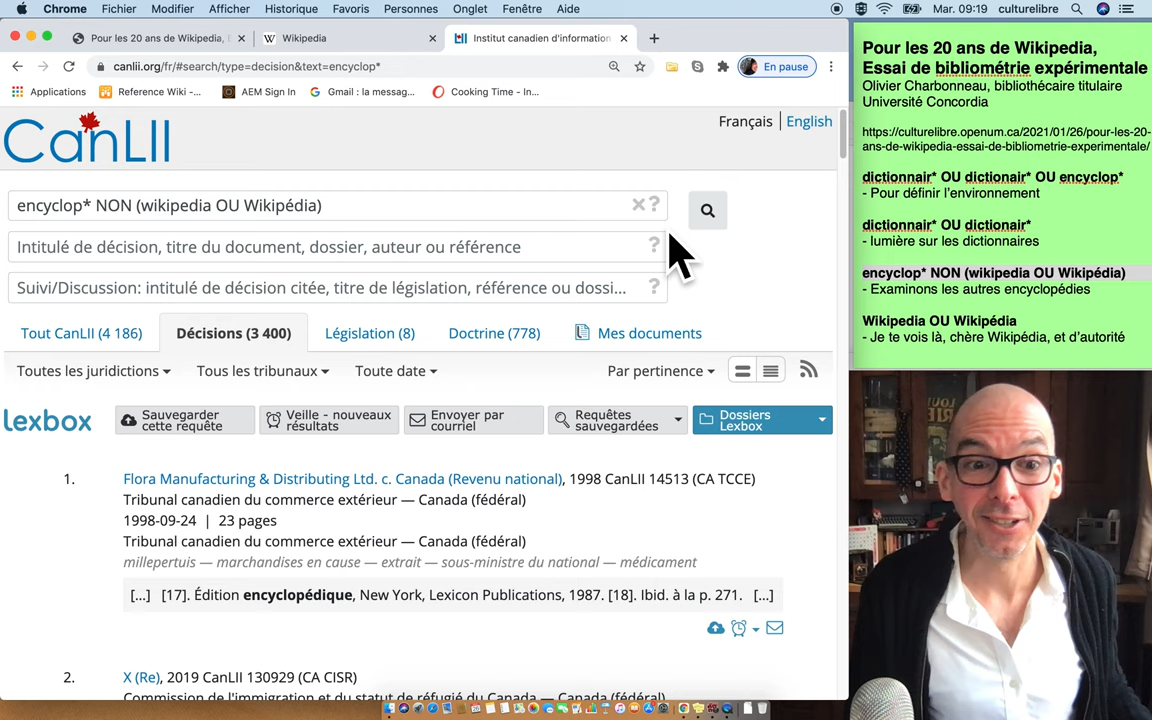 Chrome Fichier Modifier Afficher Historique Favoris Personnes Onglet Fenêtre Aide Mar. 09:19 culturelibre
Pour les 20 ans de Wikipedia, E Wikipedia Institut canadien d'information
canlii.org/fr/#search/type=decision&text=encyclop* En pause
Applications Reference Wiki -... AEM Sign In Gmail : la messag... Cooking Time - In...
CanLII
Français | English
encyclop* NON (wikipedia OU Wikipédia)
Intitulé de décision, titre du document, dossier, auteur ou référence
Suivi/Discussion: intitulé de décision citée, titre de législation, référence ou dossi...
Tout CanLII (4 186) Décisions (3 400) Législation (8) Doctrine (778) Mes documents
Toutes les juridictions Tous les tribunaux Toute date Par pertinence
lexbox
Sauvegarder cette requête
Veille - nouveaux résultats
Envoyer par courriel
Requêtes sauvegardées
Dossiers Lexbox
1. Flora Manufacturing & Distributing Ltd. c. Canada (Revenu national), 1998 CanLII 14513 (CA TCCE)
Tribunal canadien du commerce extérieur — Canada (fédéral)
1998-09-24 | 23 pages
Tribunal canadien du commerce extérieur — Canada (fédéral)
millepertuis — marchandises en cause — extrait — sous-ministre du national — médicament
[...] [17]. Édition encyclopédique, New York, Lexicon Publications, 1987. [18]. Ibid. à la p. 271. [...]
2. X (Re), 2019 CanLII 130929 (CA CISR)
Commission de l'immigration et du statut de réfugié du Canada — Canada (fédéral)
Pour les 20 ans de Wikipedia,
Essai de bibliométrie expérimentale
Olivier Charbonneau, bibliothécaire titulaire
Université Concordia
https://culturelibre.openum.ca/2021/01/26/pour-les-20-
ans-de-wikipedia-essai-de-bibliometrie-experimentale/
dictionnair* OU dictionair* OU encyclop*
- Pour définir l'environnement
dictionnair* OU dictionair*
- lumière sur les dictionnaires
encyclop* NON (wikipedia OU Wikipédia)
- Examinons les autres encyclopédies
Wikipedia OU Wikipédia
- Je te vois là, chère Wikipédia, et d'autorité